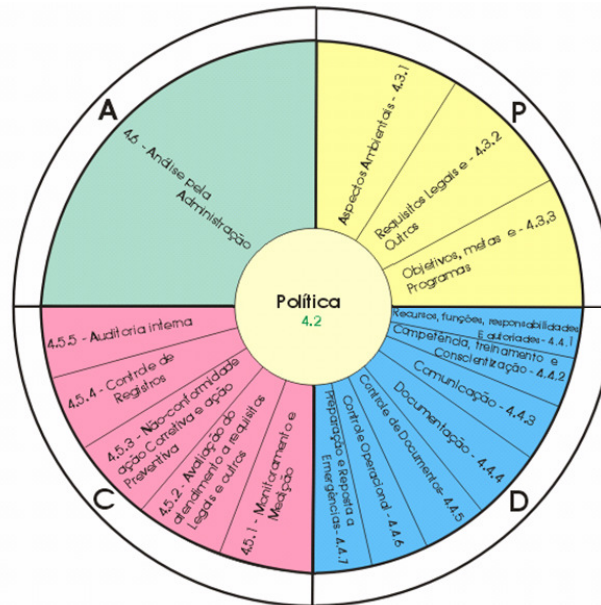 A
P
4.6 - Análise pela
Administração
Aspectos Ambientais - 4.3.1
Requisitos Legais e - 4.3.2
Outros
Objetivos, metas e - 4.3,3
Programas
Política
4.2
Recursos, funções, responsabilidades
E autoriades - 4.4.1
Competência, treinamento e
Conscientização - 4.4.2
Comunicação - 4.4.3
Documentação - 4.4.4
Controle de Documentos- 4.4.5
Controle Operacional - 4.4.6
Preparação e Reposta a
Emergências - 4.4.7
4.5.5 - Auditoria interna
4.5.4 - Controle de
Registros
4.5.3 - Não-conformidade
ação Corretiva e ação
Preventiva
4.5.2 - Avaliação do
atendimento a requisitos
Legais e outros
4.5.1 - Monitoramento e
Medição
C
D